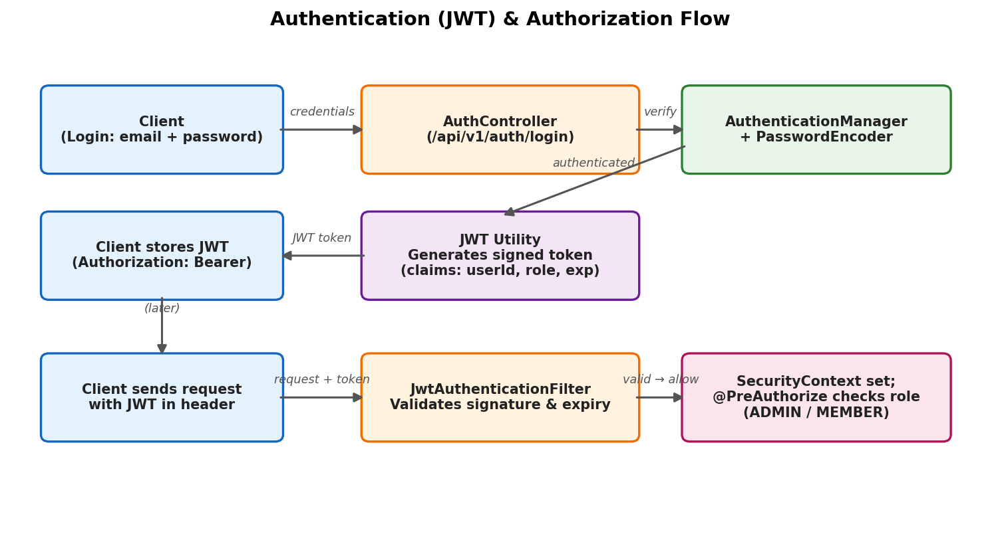 Authentication (JWT) & Authorization Flow
Client
(Login: email + password)
credentials
AuthController
(/api/v1/auth/login)
verify
AuthenticationManager
+ PasswordEncoder
authenticated
Client stores JWT
(Authorization: Bearer)
JWT token
JWT Utility
Generates signed token
(claims: userId, role, exp)
(later)
Client sends request
with JWT in header
request + token
JwtAuthenticationFilter
Validates signature & expiry
valid → allow
SecurityContext set;
@PreAuthorize checks role
(ADMIN / MEMBER)